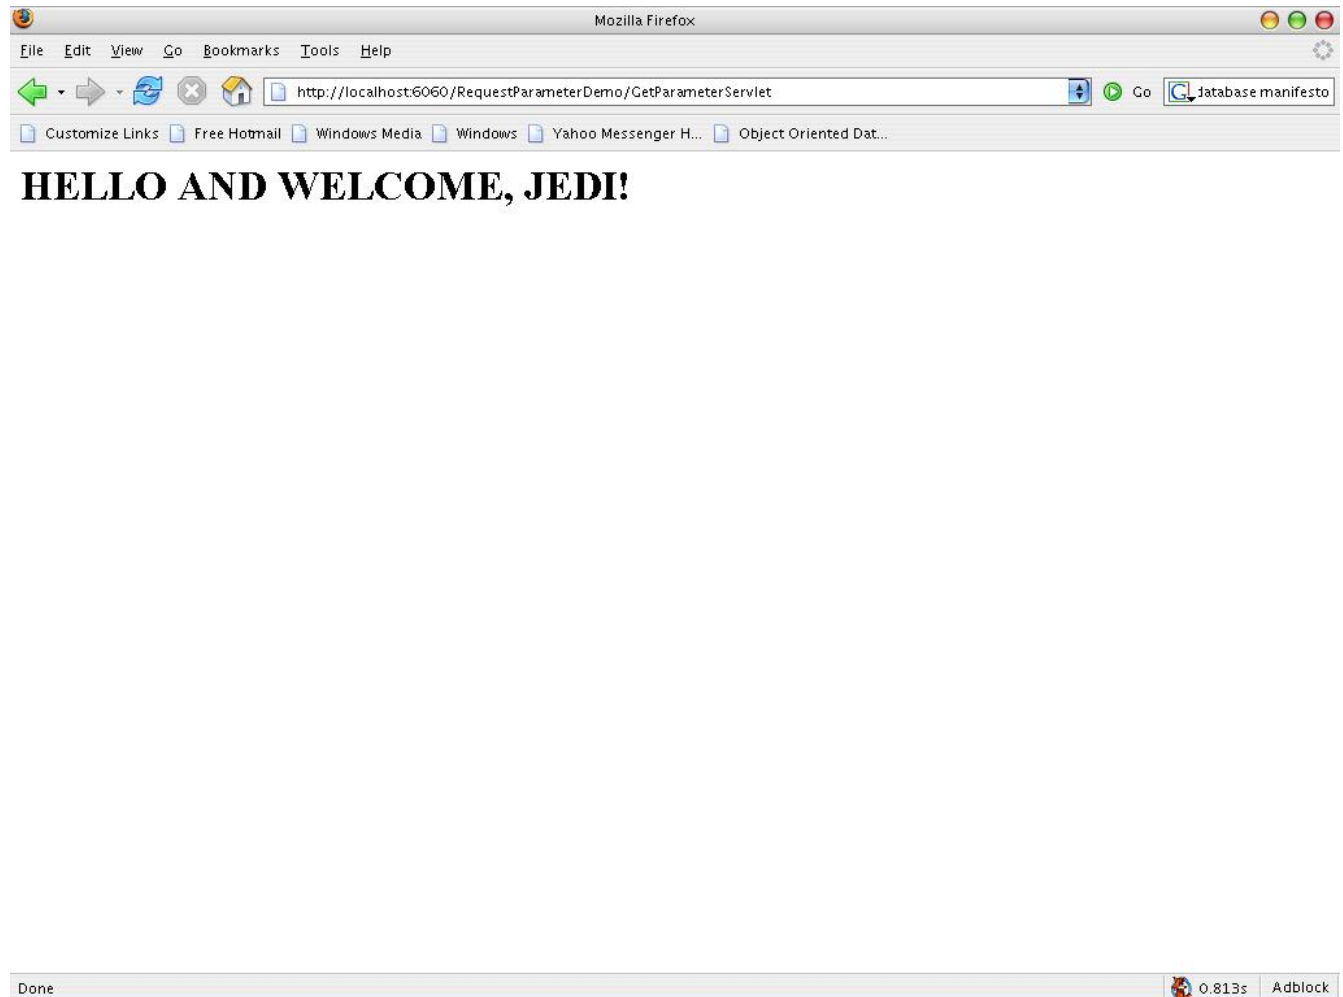 Mozilla Firefox
File Edit View Go Bookmarks Tools Help
http://localhost:6060/RequestParameterDemo/GetParameterServlet Go G database manifesto
Customize Links Free Hotmail Windows Media Windows Yahoo Messenger H... Object Oriented Dat...
HELLO AND WELCOME, JEDI!
Done 0.813s Adblock